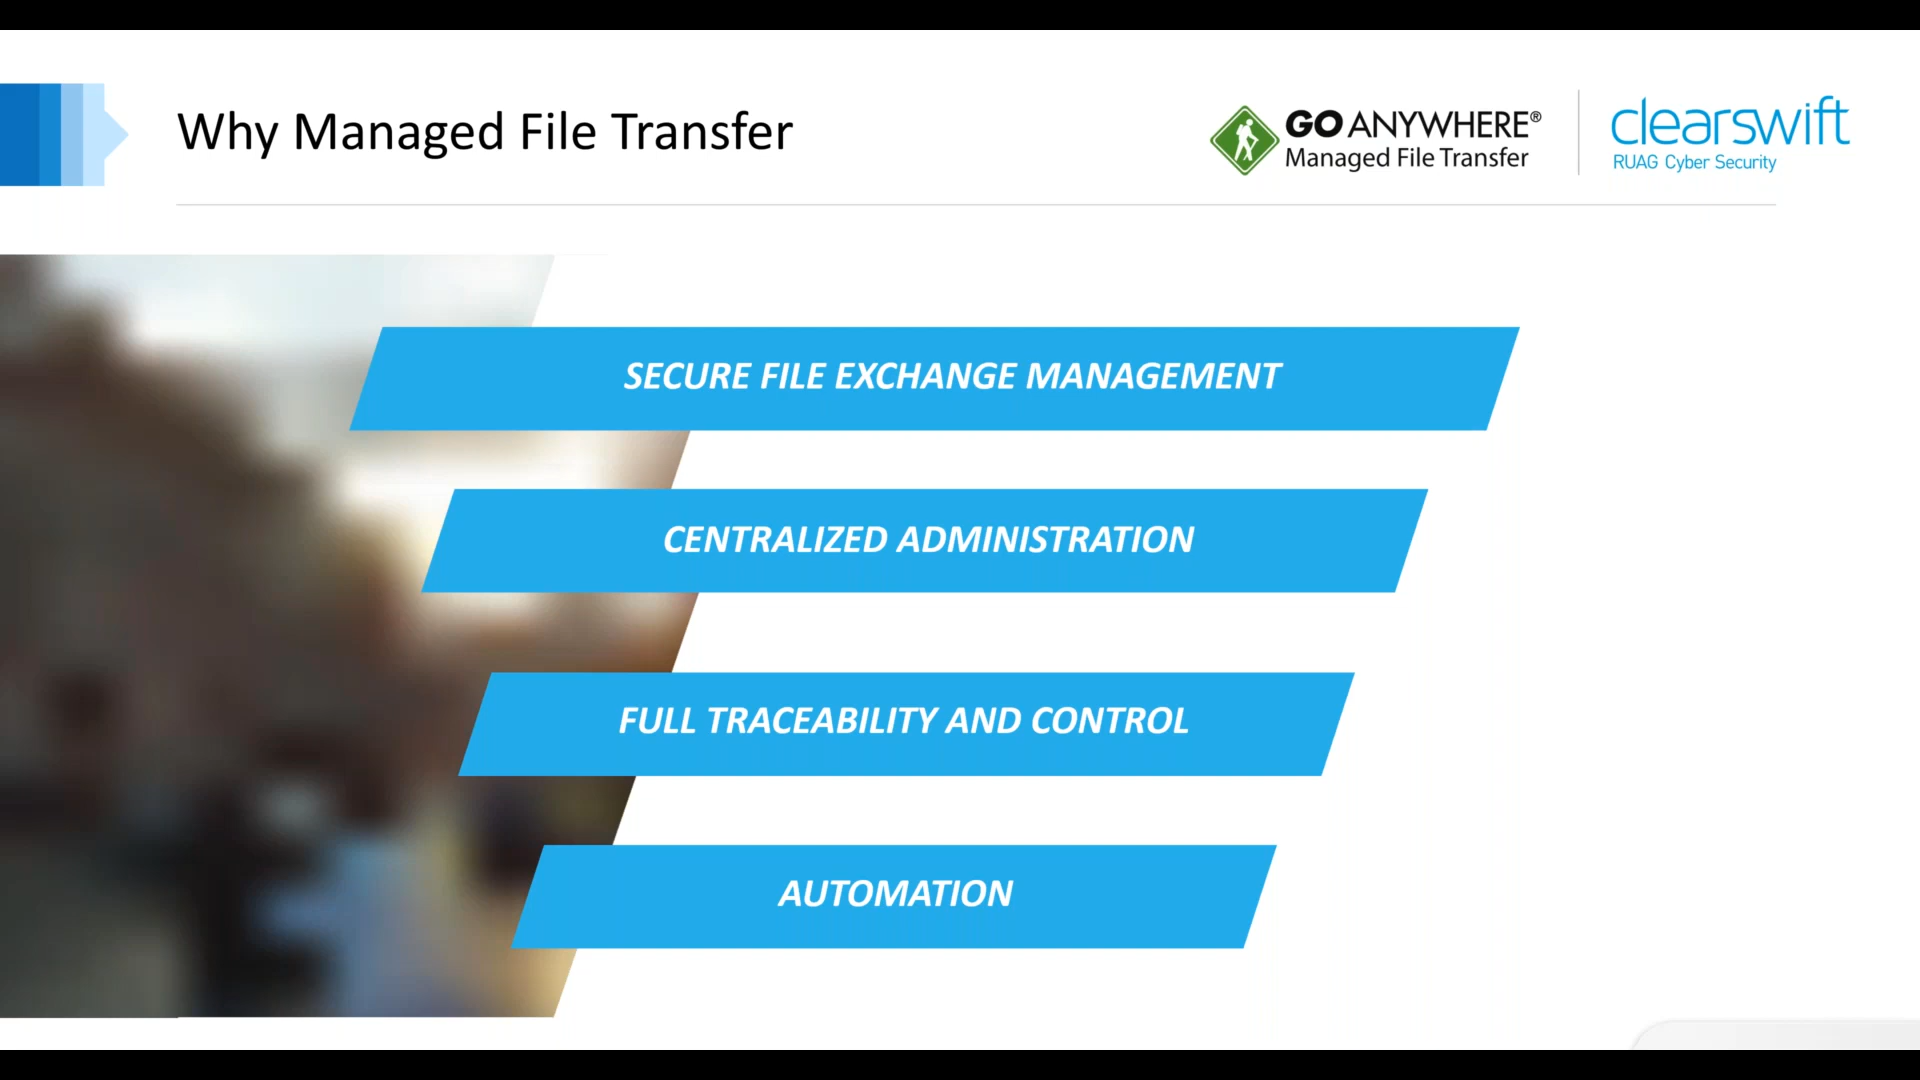 Why Managed File Transfer
GO ANYWHERE®
Managed File Transfer
clearswift
RUAG Cyber Security
SECURE FILE EXCHANGE MANAGEMENT
CENTRALIZED ADMINISTRATION
FULL TRACEABILITY AND CONTROL
AUTOMATION